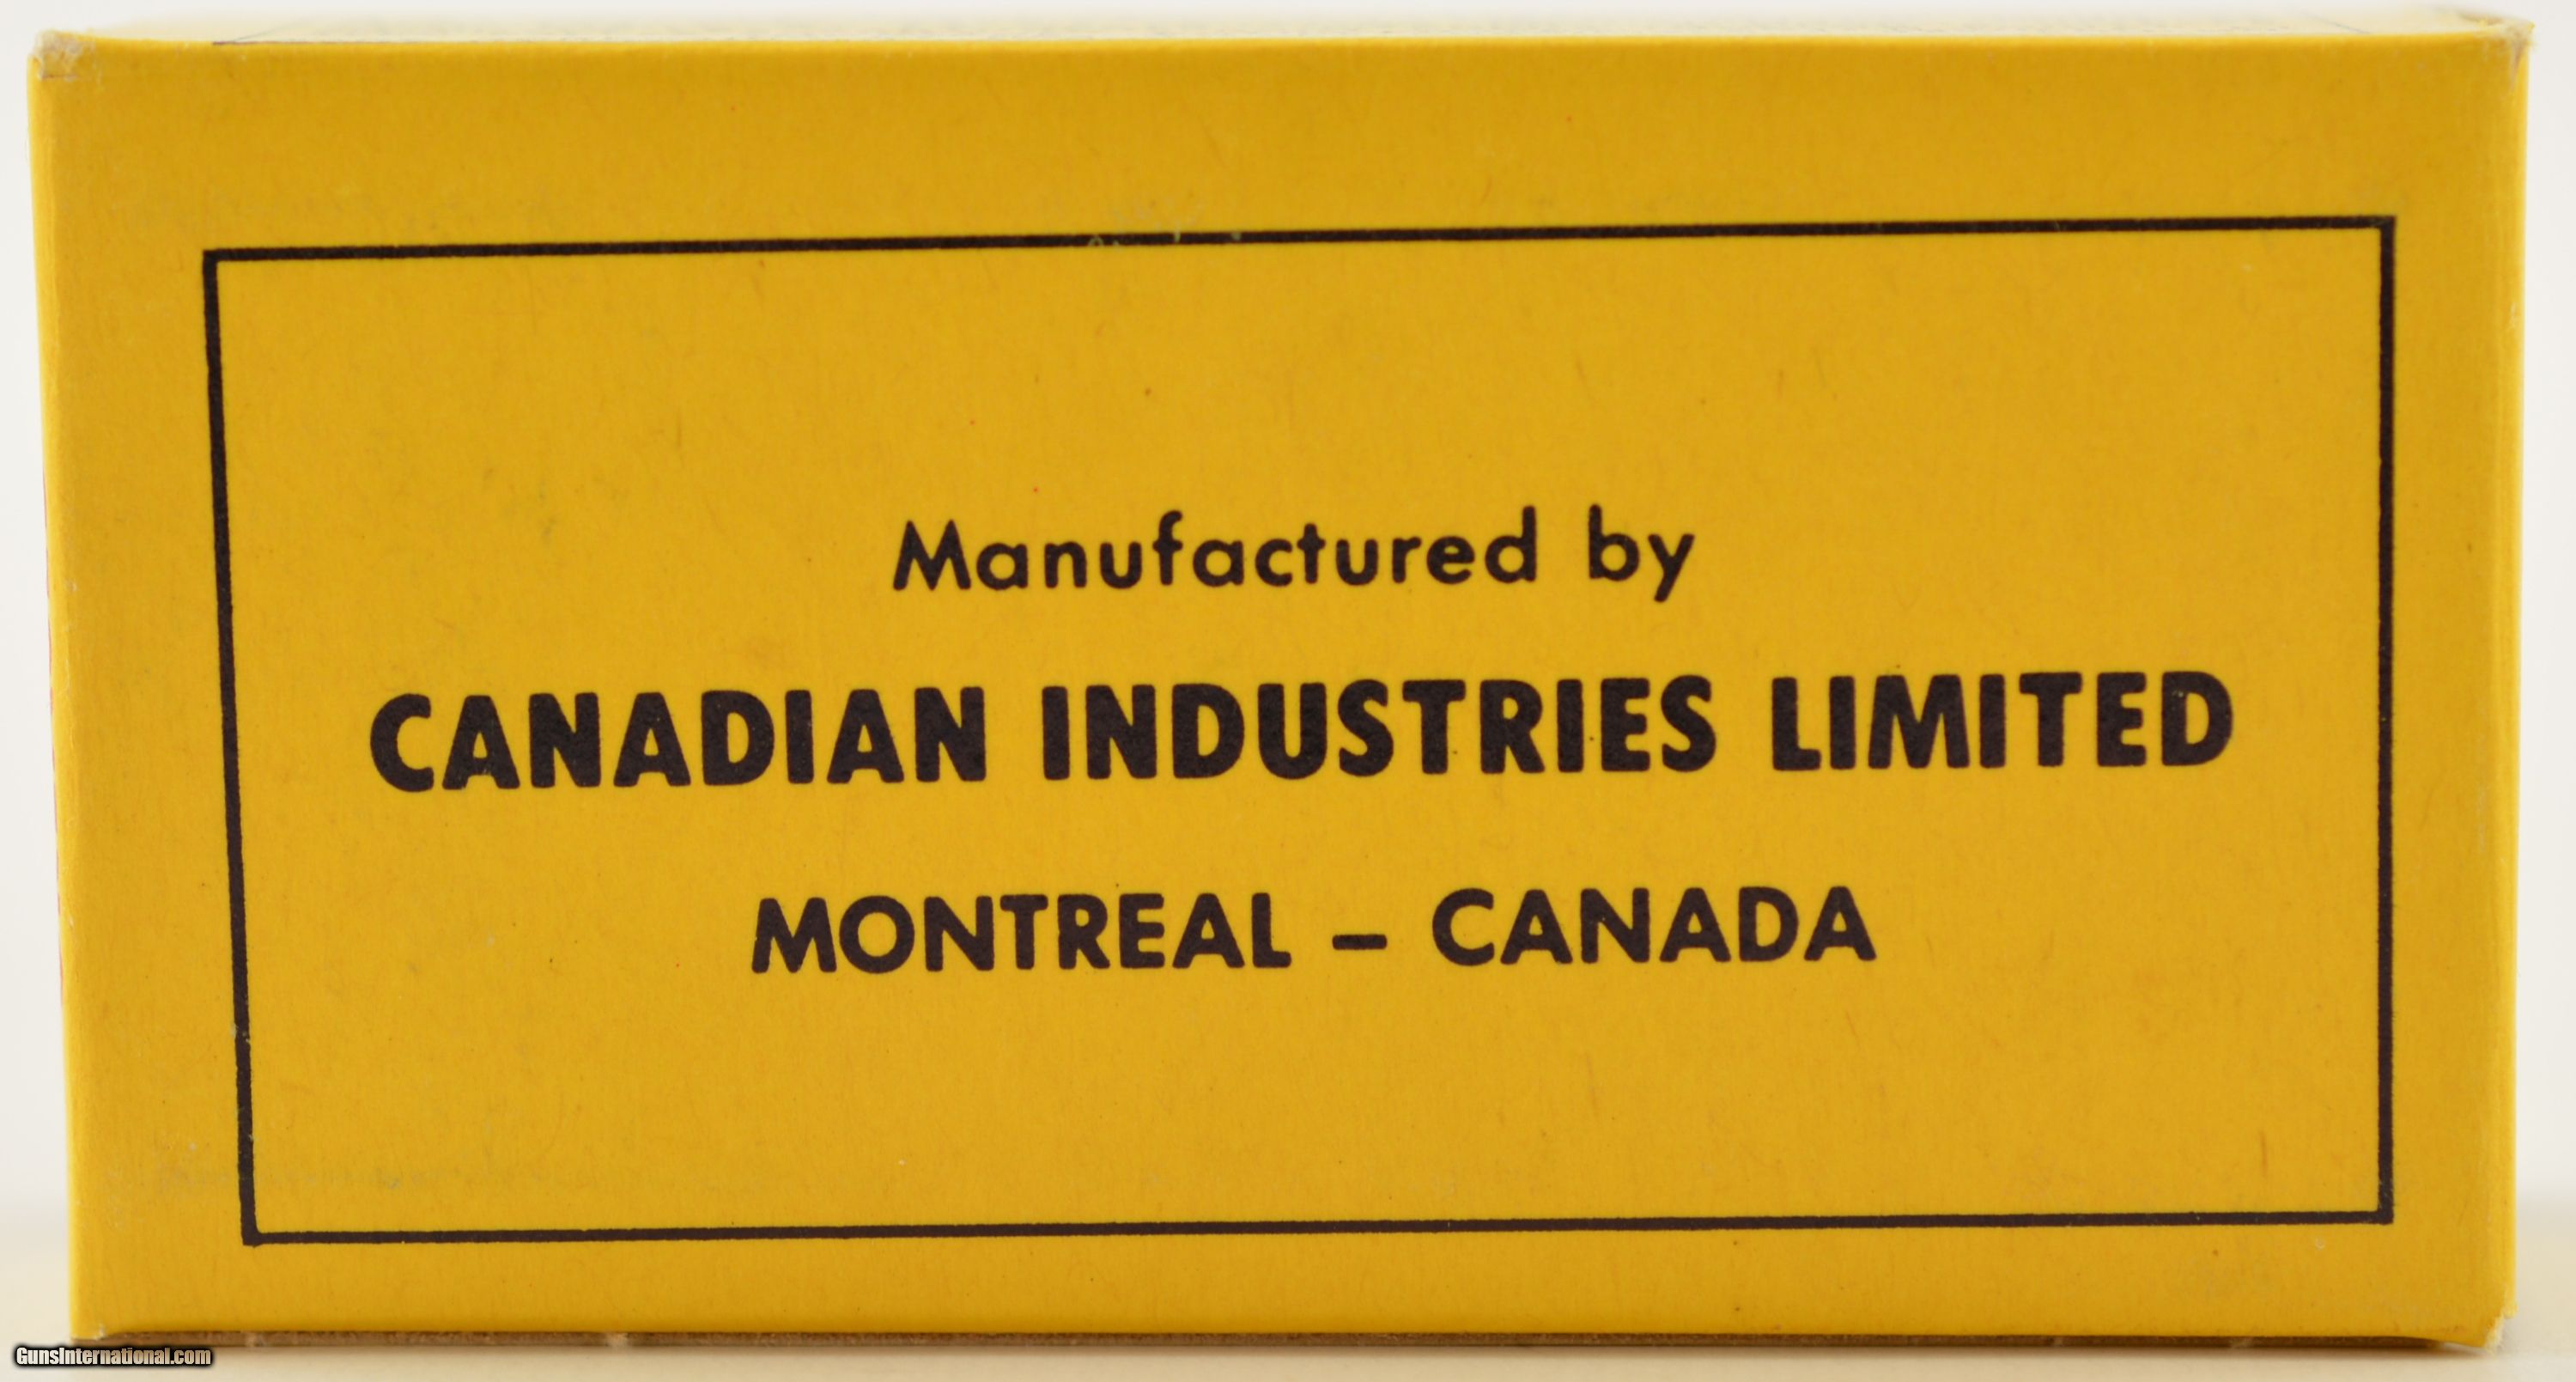 Manufactured by
CANADIAN INDUSTRIES LIMITED
MONTREAL – CANADA
GunsInternational.com